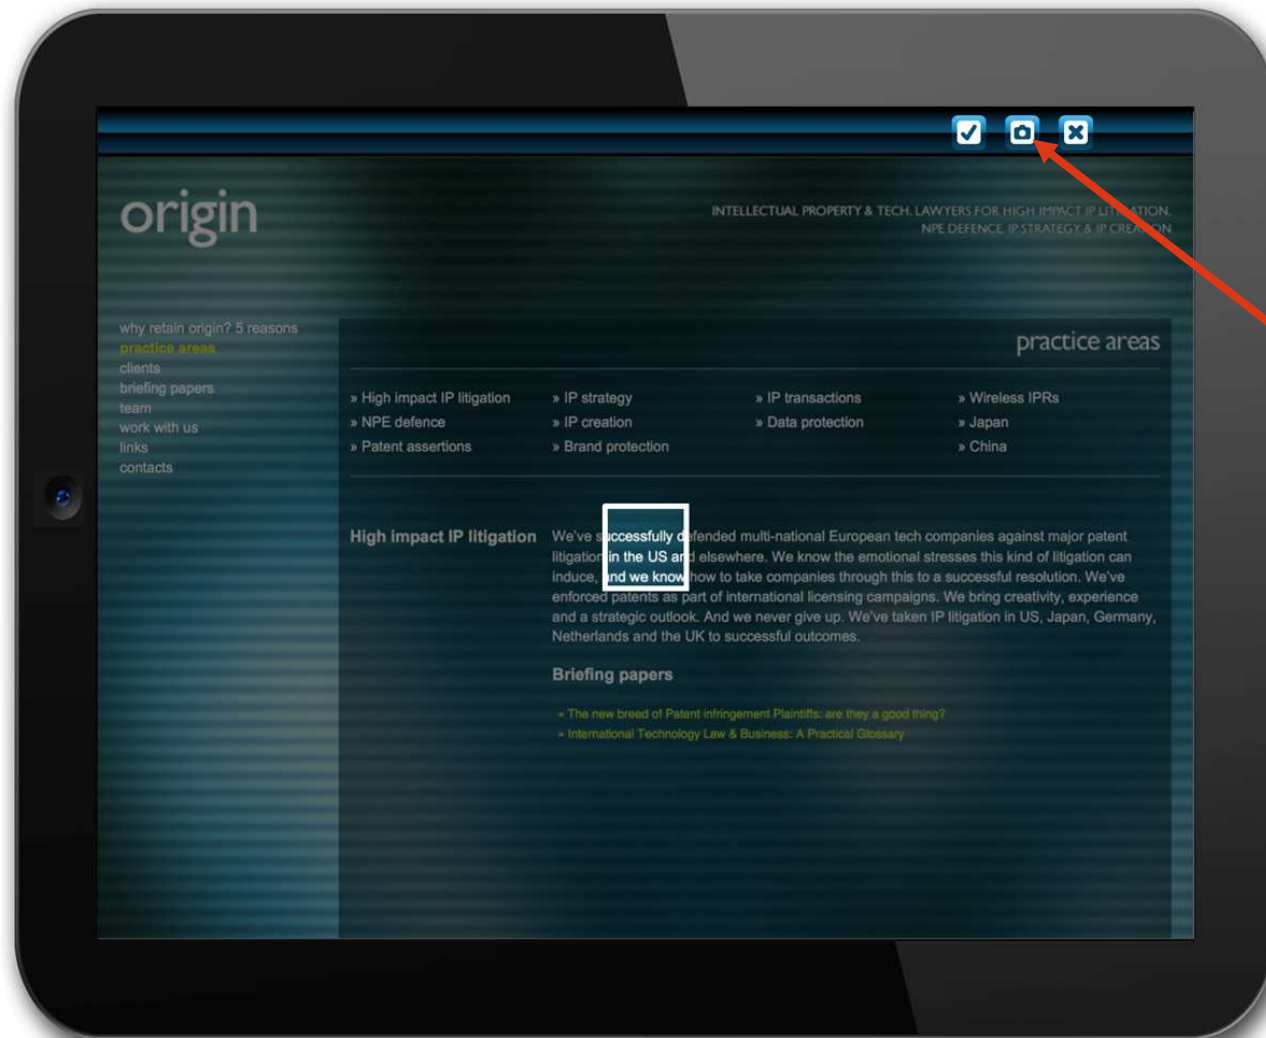 origin
INTELLECTUAL PROPERTY & TECH. LAWYERS FOR HIGH IMPACT IP LITIGATION.
NPE DEFENCE. IP STRATEGY & IP CREATION
why retain origin? 5 reasons
practice areas
clients
briefing papers
team
work with us
links
contacts
practice areas
» High impact IP litigation
» IP strategy
» IP transactions
» Wireless IPRs
» NPE defence
» IP creation
» Data protection
» Japan
» Patent assertions
» Brand protection
» China
High impact IP litigation
We've successfully defended multi-national European tech companies against major patent
litigation in the US and elsewhere. We know the emotional stresses this kind of litigation can
induce, and we know how to take companies through this to a successful resolution. We've
enforced patents as part of international licensing campaigns. We bring creativity, experience
and a strategic outlook. And we never give up. We've taken IP litigation in US, Japan, Germany,
Netherlands and the UK to successful outcomes.
Briefing papers
» The new breed of Patent infringement Plaintiffs: are they a good thing?
» International Technology Law & Business: A Practical Glossary